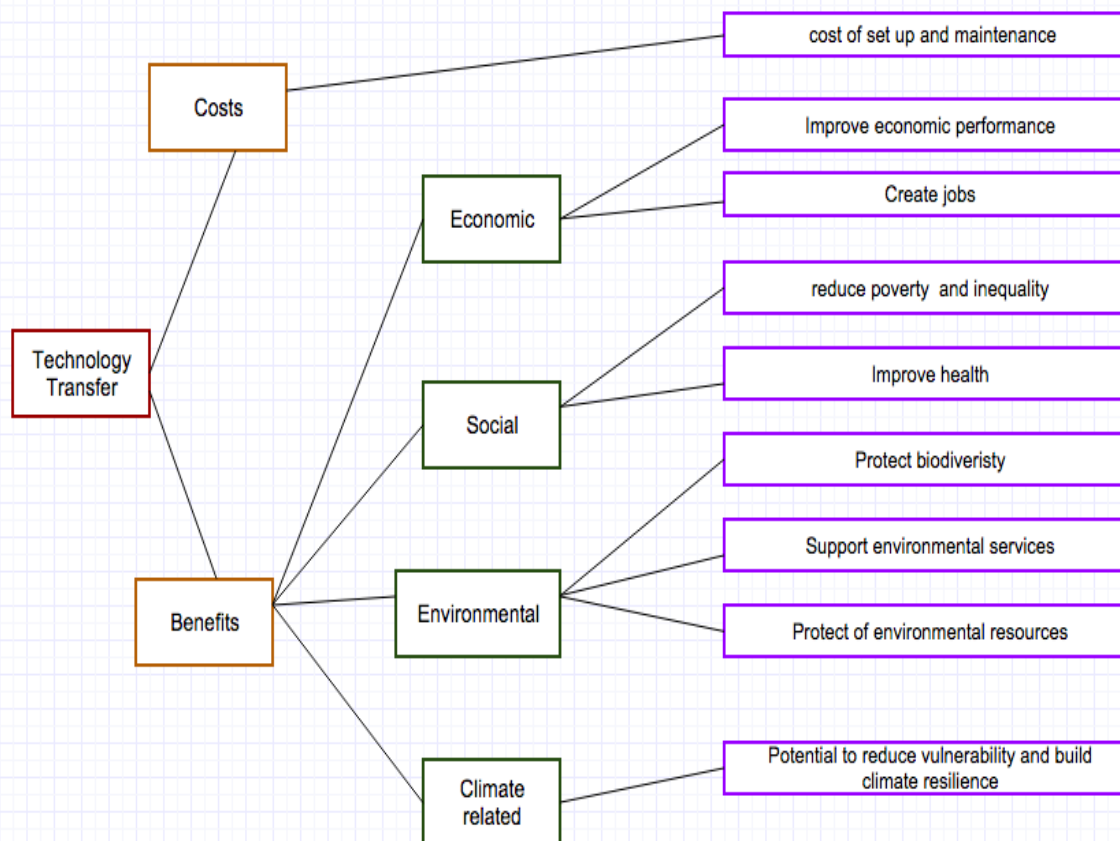 cost of set up and maintenance
Costs
Improve economic performance
Create jobs
Economic
reduce poverty  and inequality
Technology
Transfer
Improve health
Social
Protect biodiveristy
Support environmental services
Environmental
Benefits
Protect of environmental resources
Potential to reduce vulnerability and build
climate resilience
Climate
related